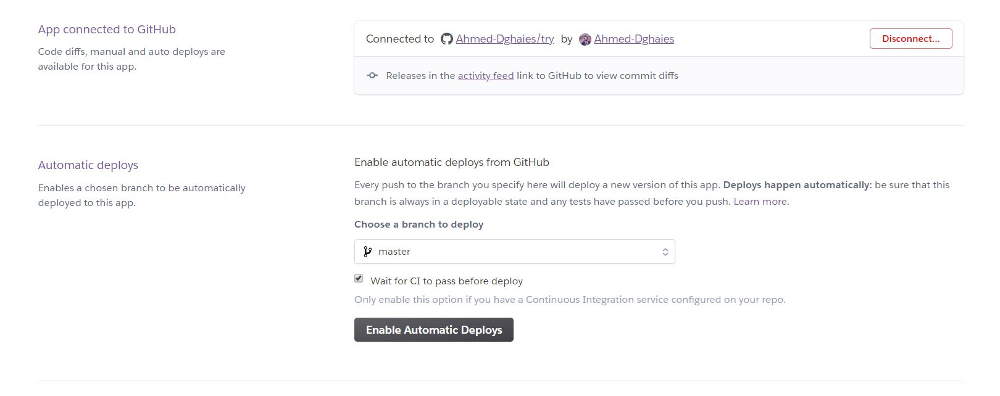 App connected to GitHub
Code diffs, manual and auto deploys are
available for this app.
Connected to Ahmed-Dghaies/try by Ahmed-Dghaies
Disconnect...
Releases in the activity feed link to GitHub to view commit diffs
Automatic deploys
Enables a chosen branch to be automatically
deployed to this app.
Enable automatic deploys from GitHub
Every push to the branch you specify here will deploy a new version of this app. Deploys happen automatically: be sure that this
branch is always in a deployable state and any tests have passed before you push. Learn more.
Choose a branch to deploy
master
Wait for CI to pass before deploy
Only enable this option if you have a Continuous Integration service configured on your repo.
Enable Automatic Deploys